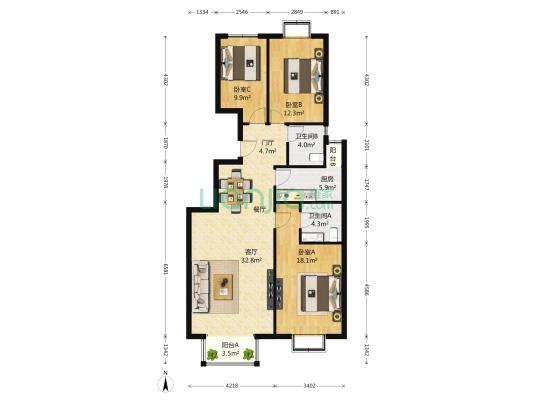 1334 2546 2849 891
4302 4302
卧室C
9.9m²
卧室B
12.3m²
1870 2101
门厅
4.7m²
卫生间B
4.0m²
阳台B
1978 1747
厨房
5.9m²
餐厅
卫生间A
4.3m²
1995
客厅
32.8m²
卧室A
18.1m²
6581 4586
阳台A
3.5m²
1342 1342
N
4218 3402